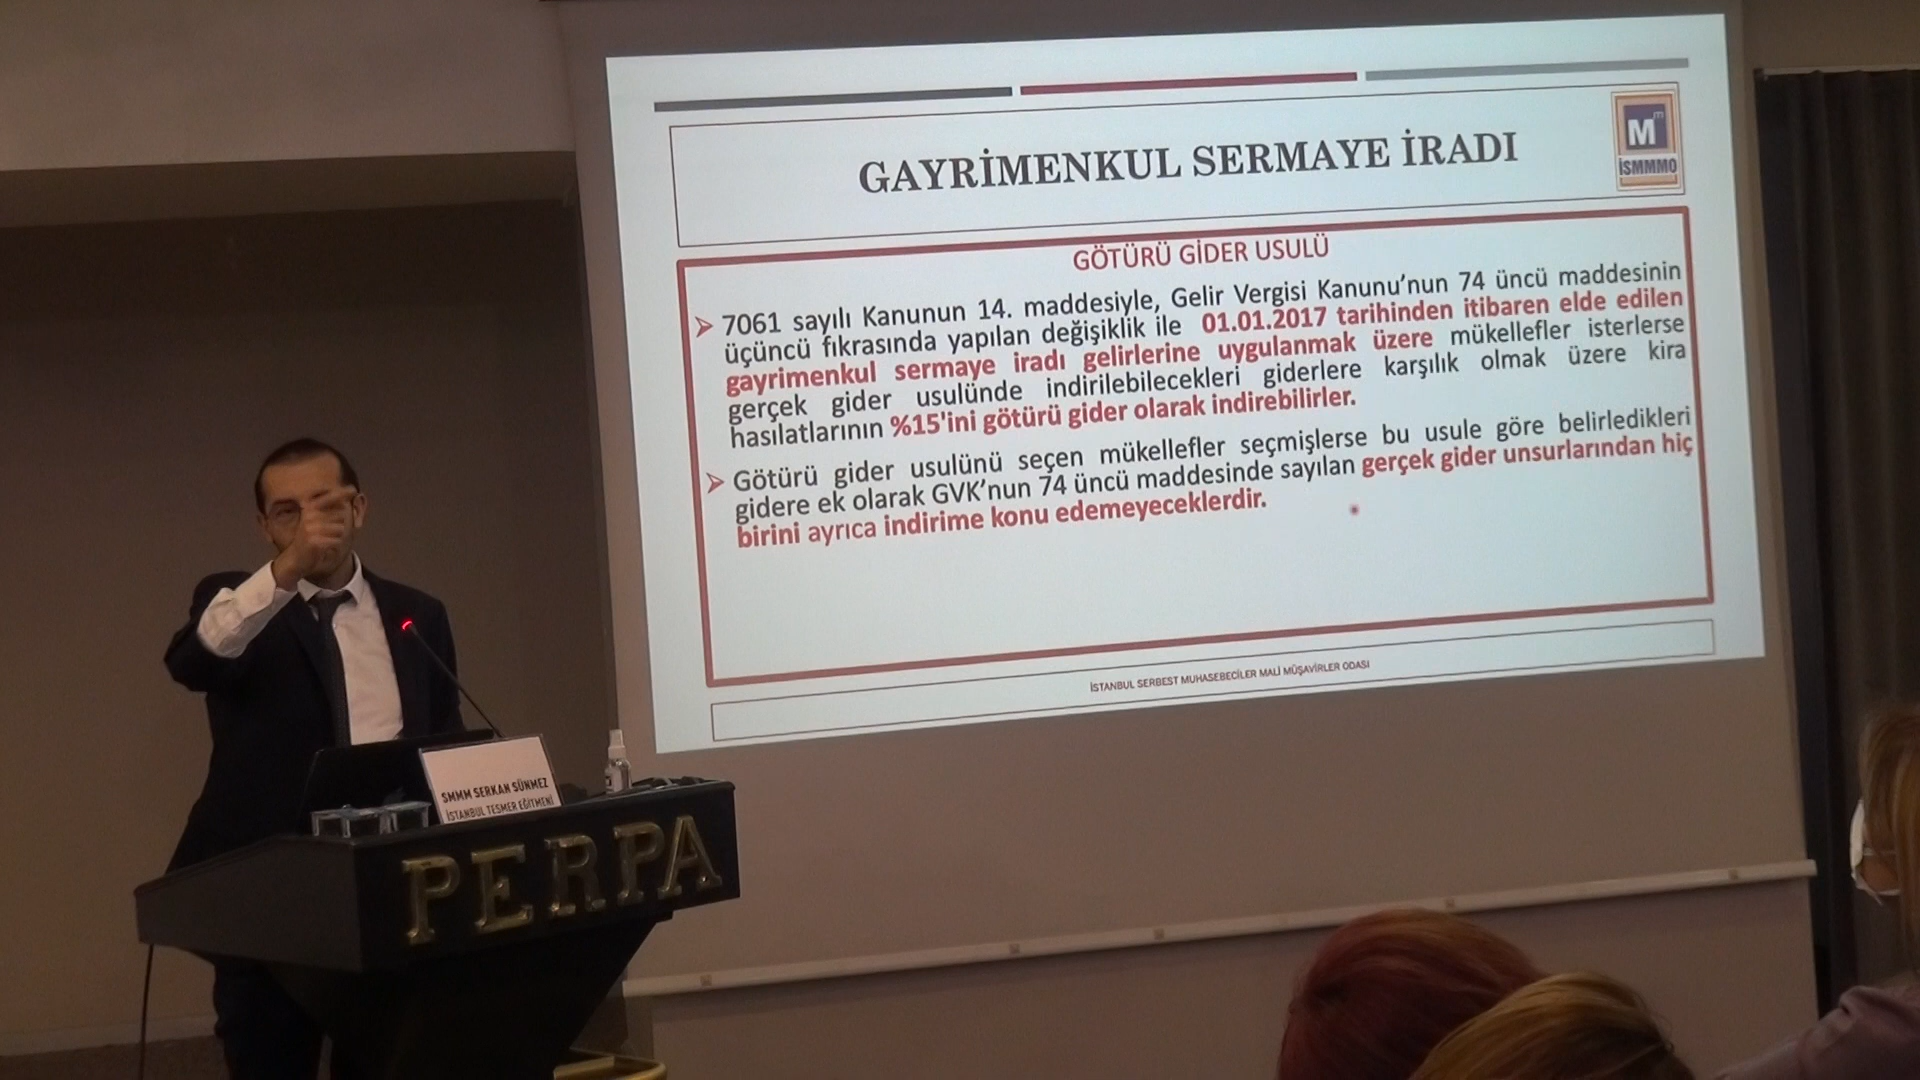 GAYRİMENKUL SERMAYE İRADI
M
m
İSMMMO
GÖTÜRÜ GİDER USULÜ
➢ 7061 sayılı Kanunun 14. maddesiyle, Gelir Vergisi Kanunu’nun 74 üncü maddesinin
üçüncü fıkrasında yapılan değişiklik ile 01.01.2017 tarihinden itibaren elde edilen
gayrimenkul sermaye iradı gelirlerine uygulanmak üzere mükellefler isterlerse
gerçek gider usulünde indirilebilecekleri giderlere karşılık olmak üzere kira
hasılatlarının %15'ini götürü gider olarak indirebilirler.
➢ Götürü gider usulünü seçen mükellefler seçmişlerse bu usule göre belirledikleri
gidere ek olarak GVK’nun 74 üncü maddesinde sayılan gerçek gider unsurlarından hiç
birini ayrıca indirime konu edemeyeceklerdir.
İSTANBUL SERBEST MUHASEBECİLER MALİ MÜŞAVİRLER ODASI
SMMM SERKAN SÜNMEZ
İSTANBUL TESMER EĞİTMENİ
PERPA